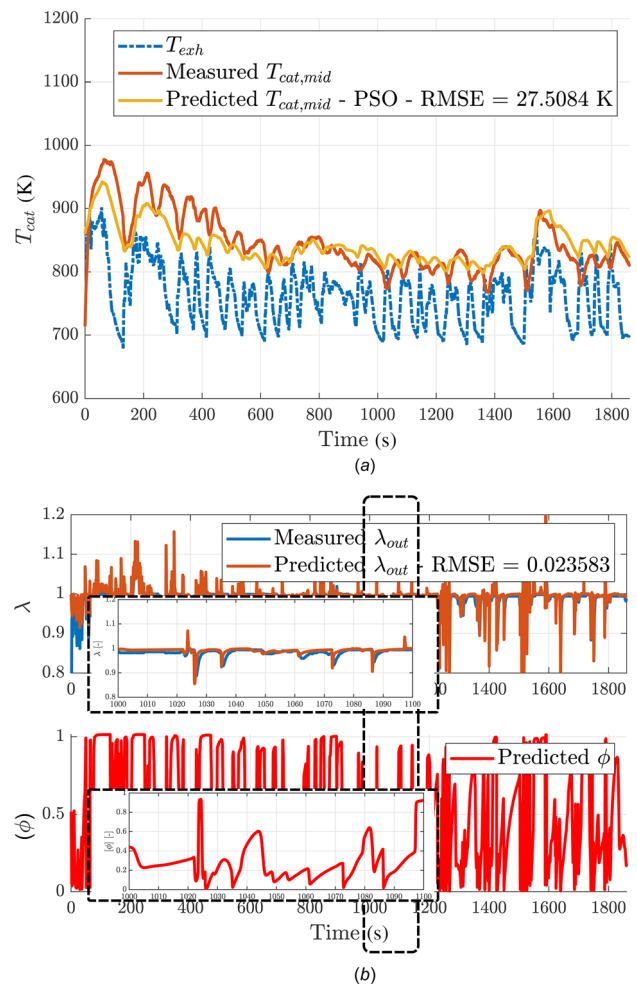 1200
1100
1000
900
800
700
600
T_cat (K)
T_exh
Measured T_cat,mid
Predicted T_cat,mid - PSO - RMSE = 27.5084 K
0 200 400 600 800 1000 1200 1400 1600 1800
Time (s)
(a)
1.2
1.1
1
0.9
0.8
λ
Measured λ_out
Predicted λ_out - RMSE = 0.023583
1.2
1.1
1
0.9
0.8
λ [-]
1000 1010 1020 1030 1040 1050 1060 1070 1080 1090 1100
0 1400 1600 1800
1
0.5
0
(ϕ)
Predicted ϕ
1
0.8
0.6
0.4
0.2
0
|ϕ| [-]
1000 1010 1020 1030 1040 1050 1060 1070 1080 1090 1100
0 200 400 600 800 1000 1200 1400 1600 1800
Time (s)
(b)